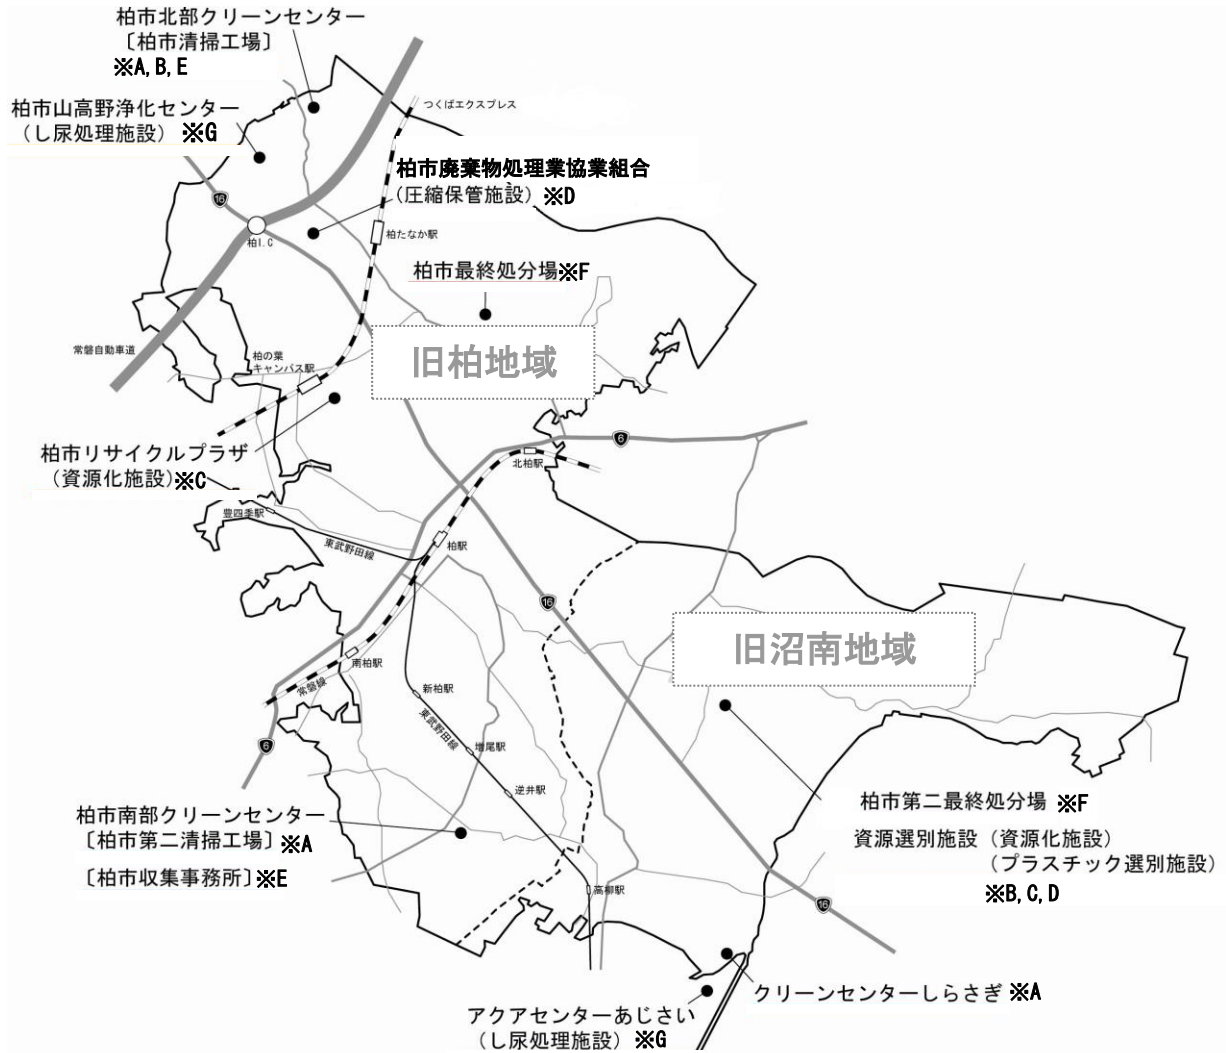 柏市北部クリーンセンター
〔柏市清掃工場〕
※A, B, E
つくばエクスプレス
柏市山高野浄化センター
（し尿処理施設） ※G
柏市廃棄物処理業協業組合
（圧縮保管施設） ※D
16
柏I.C
柏たなか駅
柏市最終処分場※F
常磐自動車道
柏の葉
キャンパス駅
旧柏地域
柏市リサイクルプラザ
（資源化施設）※C
6
北柏駅
豊四季駅
東武野田線
柏駅
16
旧沼南地域
南柏駅
常磐線
新柏駅
東武野田線
増尾駅
6
逆井駅
柏市南部クリーンセンター
〔柏市第二清掃工場〕※A
〔柏市収集事務所〕※E
柏市第二最終処分場 ※F
資源選別施設（資源化施設）
（プラスチック選別施設）
※B, C, D
高柳駅
16
クリーンセンターしらさぎ ※A
アクアセンターあじさい
（し尿処理施設） ※G